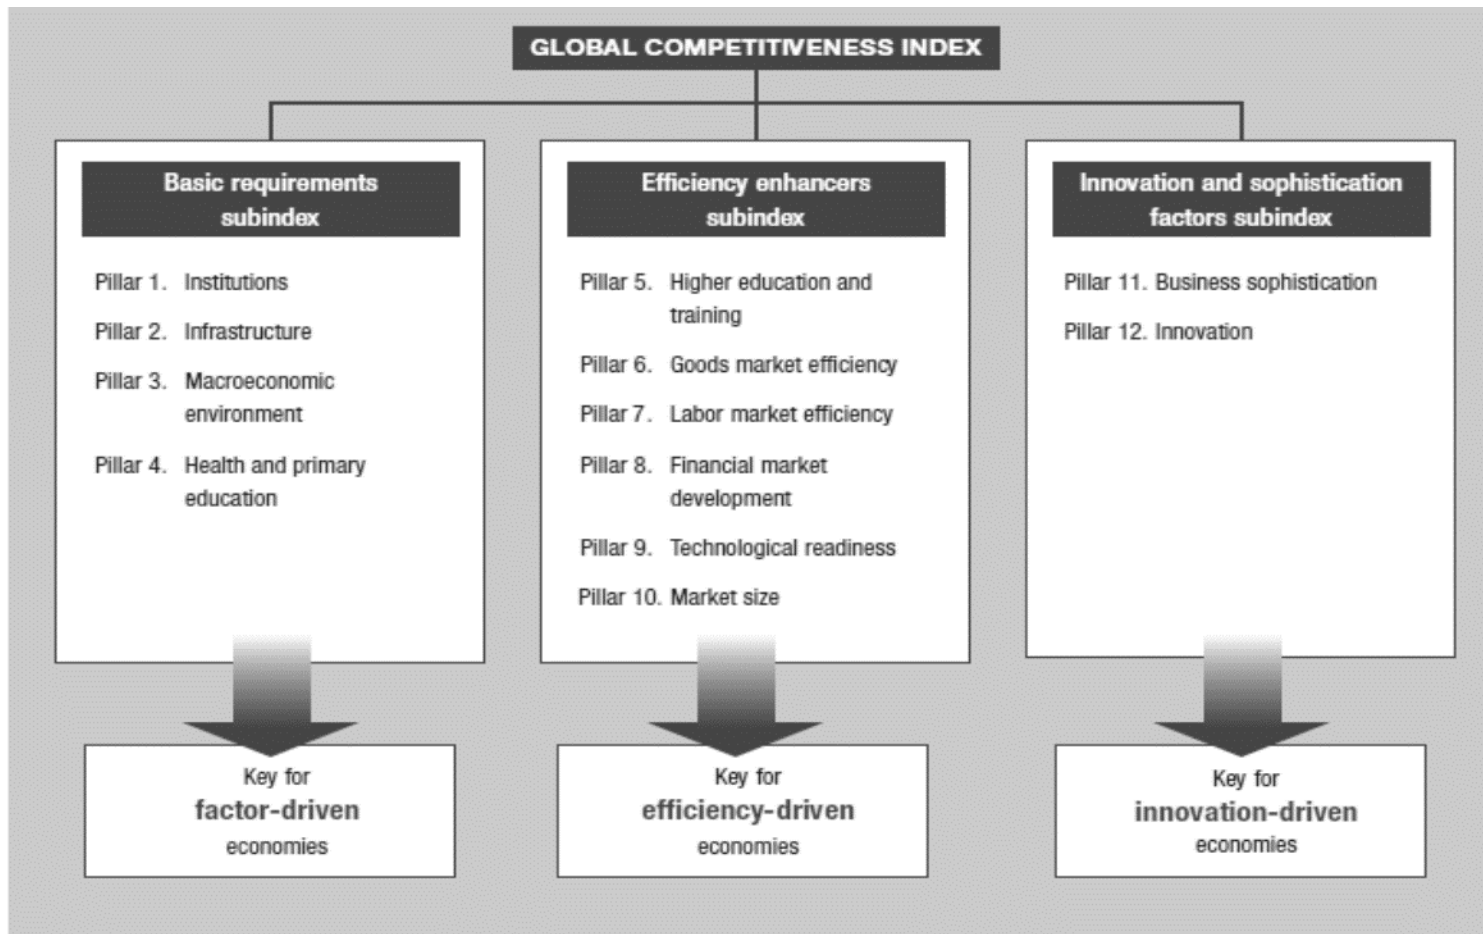 GLOBAL COMPETITIVENESS INDEX
Basic requirements
subindex
Pillar 1. Institutions
Pillar 2. Infrastructure
Pillar 3. Macroeconomic
environment
Pillar 4. Health and primary
education
Key for
factor-driven
economies
Efficiency enhancers
subindex
Pillar 5. Higher education and
training
Pillar 6. Goods market efficiency
Pillar 7. Labor market efficiency
Pillar 8. Financial market
development
Pillar 9. Technological readiness
Pillar 10. Market size
Key for
efficiency-driven
economies
Innovation and sophistication
factors subindex
Pillar 11. Business sophistication
Pillar 12. Innovation
Key for
innovation-driven
economies